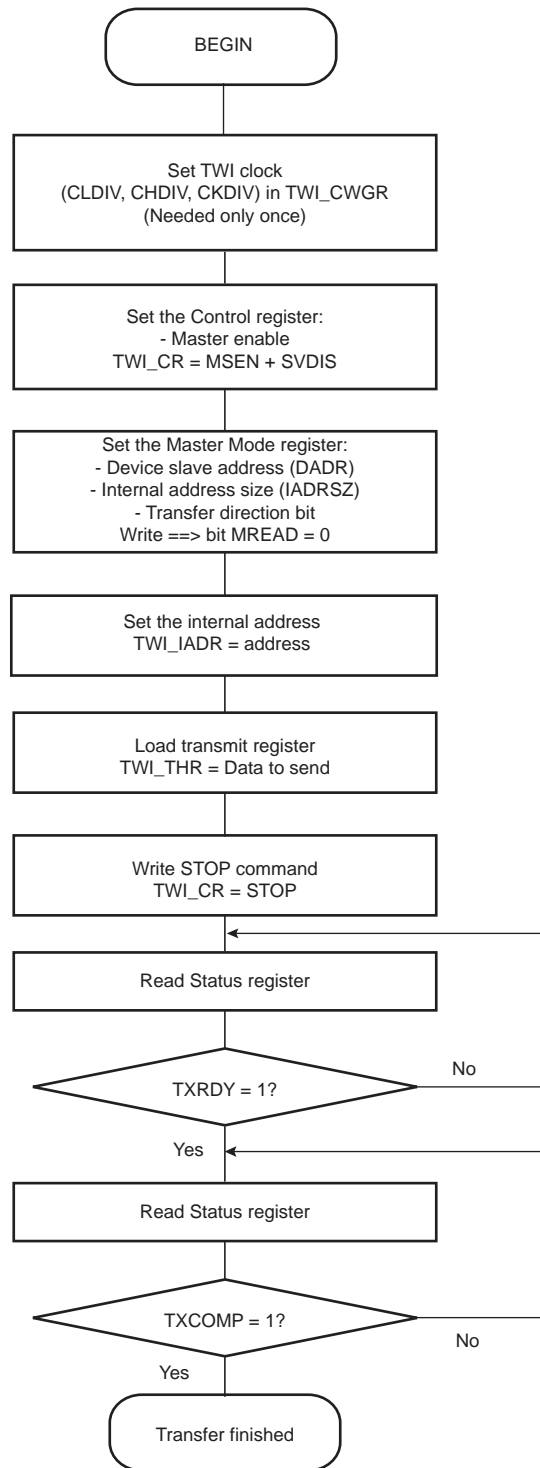 BEGIN
Set TWI clock
(CLDIV, CHDIV, CKDIV) in TWI_CWGR
(Needed only once)
Set the Control register:
- Master enable
TWI_CR = MSEN + SVDIS
Set the Master Mode register:
- Device slave address (DADR)
- Internal address size (IADRSZ)
- Transfer direction bit
Write ==> bit MREAD = 0
Set the internal address
TWI_IADR = address
Load transmit register
TWI_THR = Data to send
Write STOP command
TWI_CR = STOP
Read Status register
No
TXRDY = 1?
Yes
Read Status register
TXCOMP = 1?
No
Yes
Transfer finished